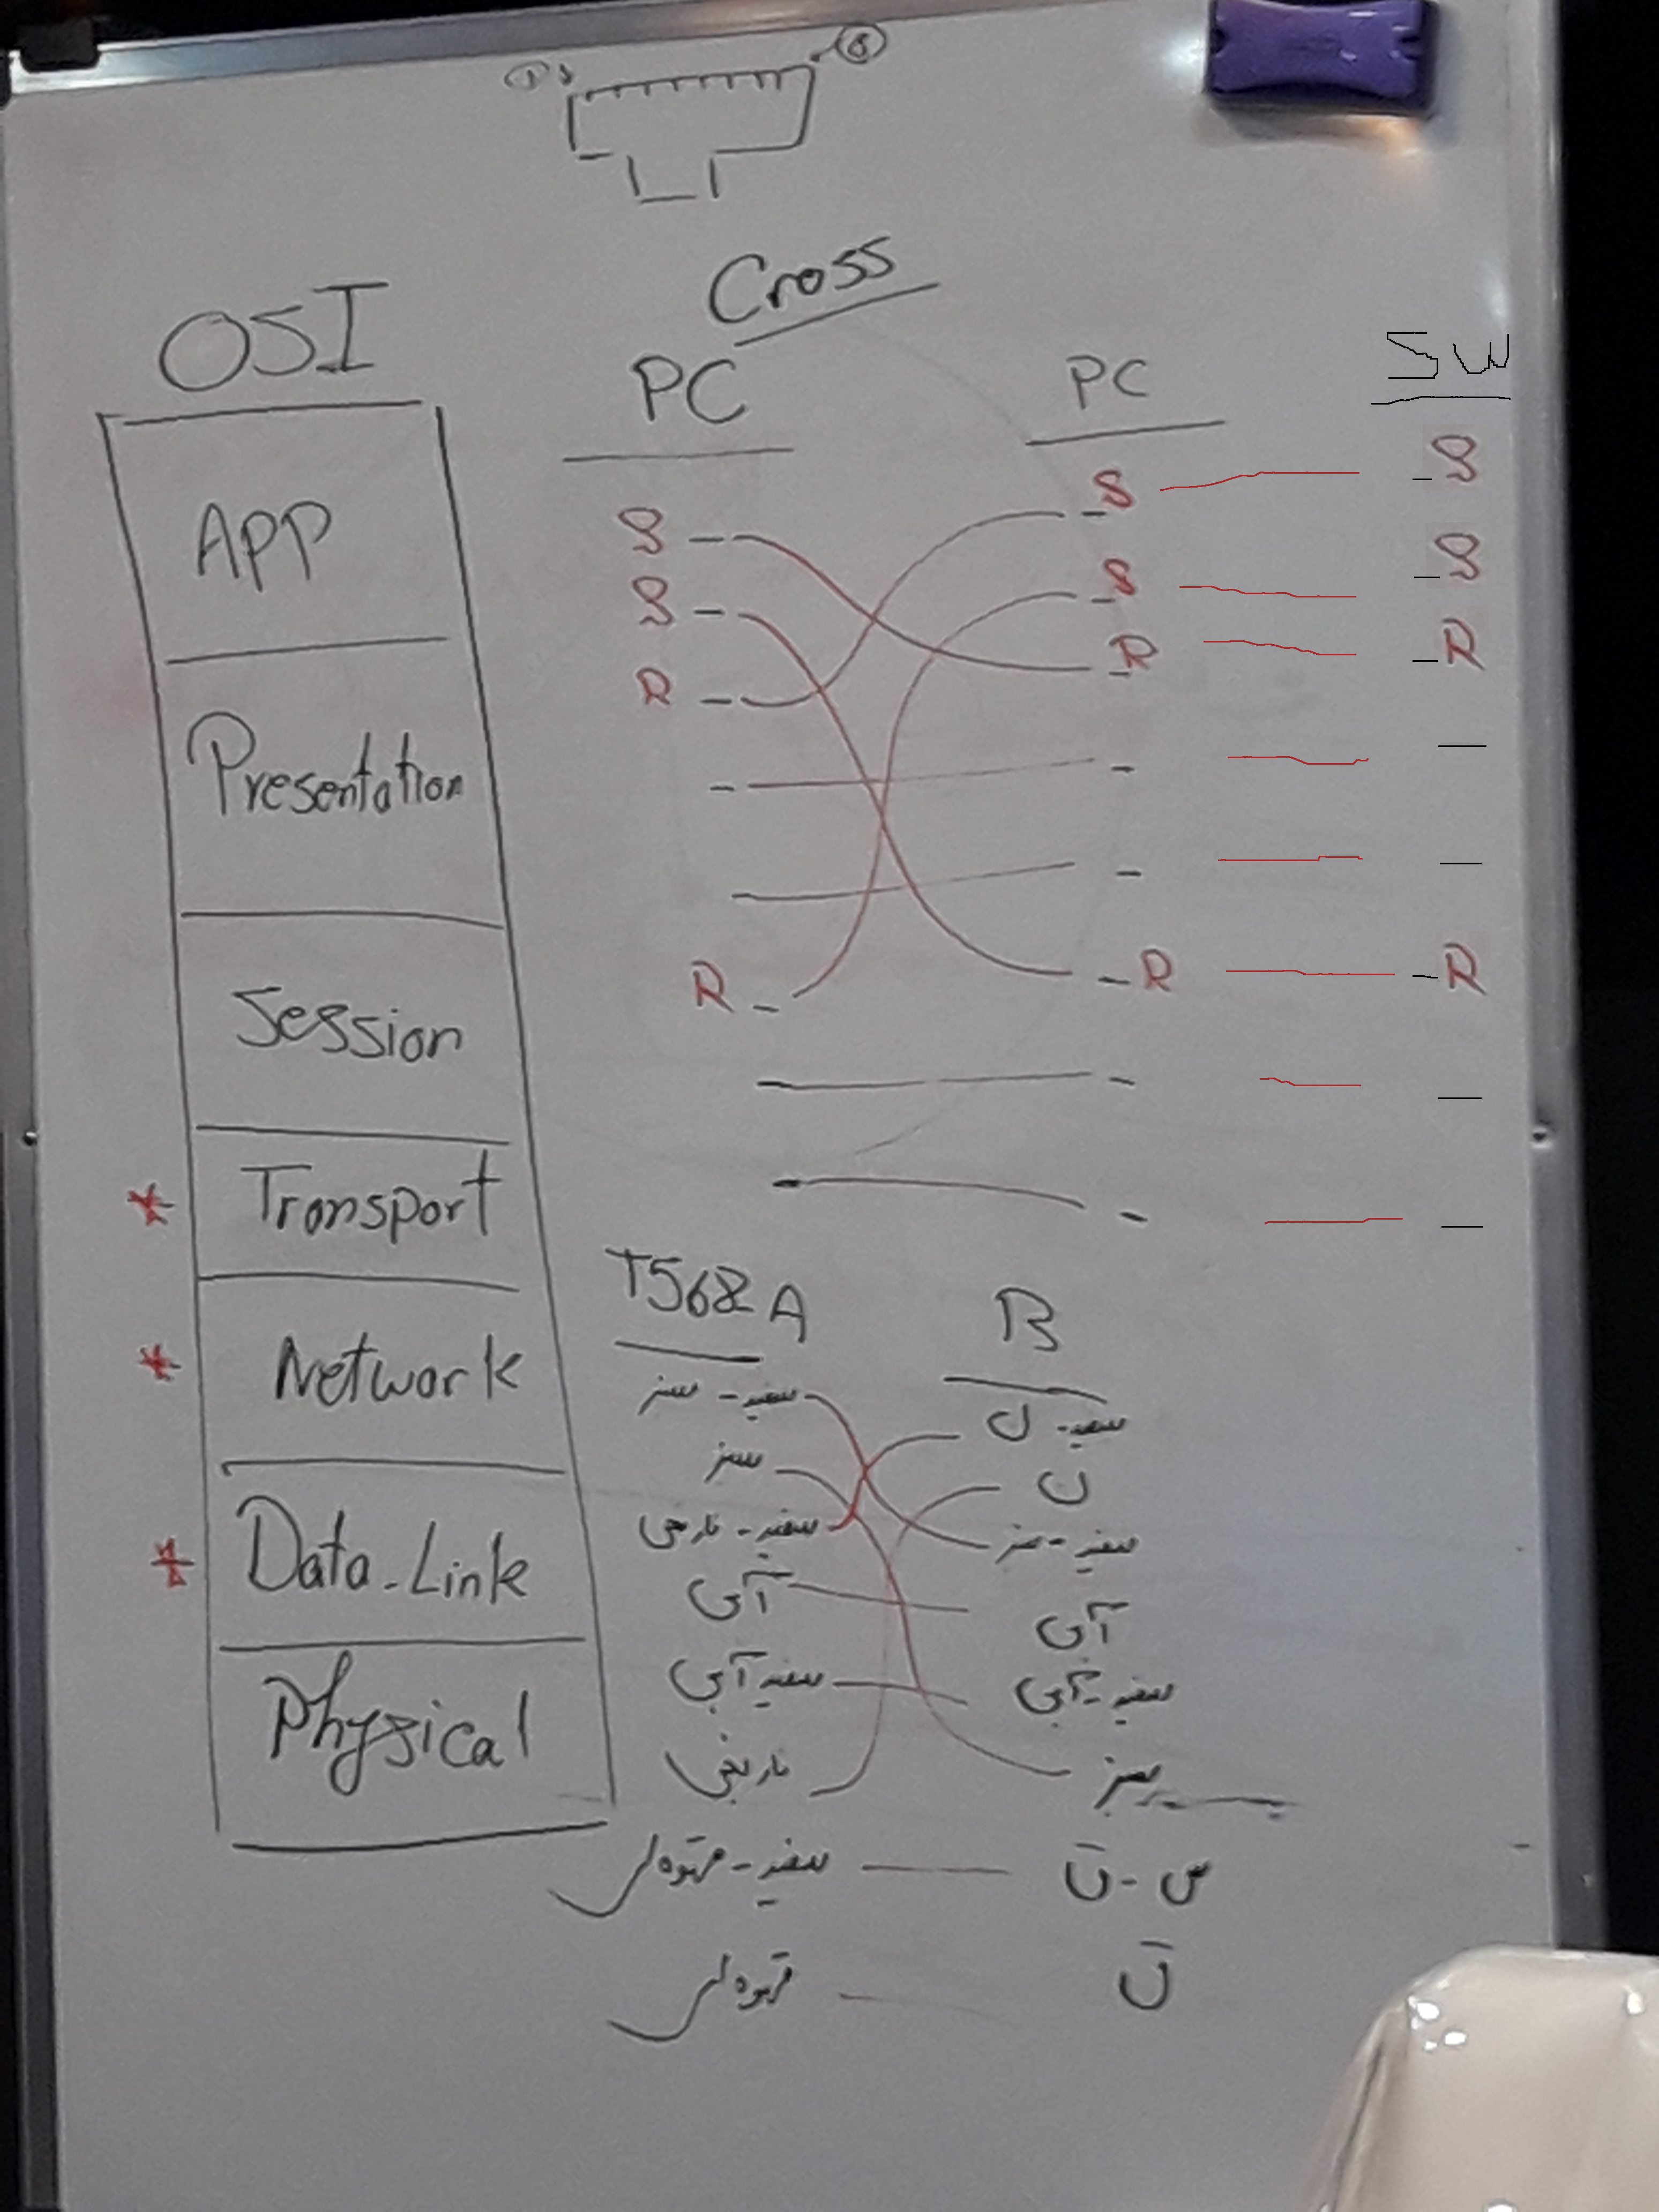 ① ⑧
OSI
APP
Presentation
Session
* Transport
* Network
* Data-Link
Physical
Cross
PC PC SW
S - - S - S
S - - S - S
R - - R - R
R - - R - R
T568A B
سفید - سبز سفید - ن
سبز ن
سفید - نارنجی سفید - سبز
آبی آبی
سفید آبی سفید - آبی
نارنجی سبز
سفید - قهوه ای س - ق
قهوه ای ق